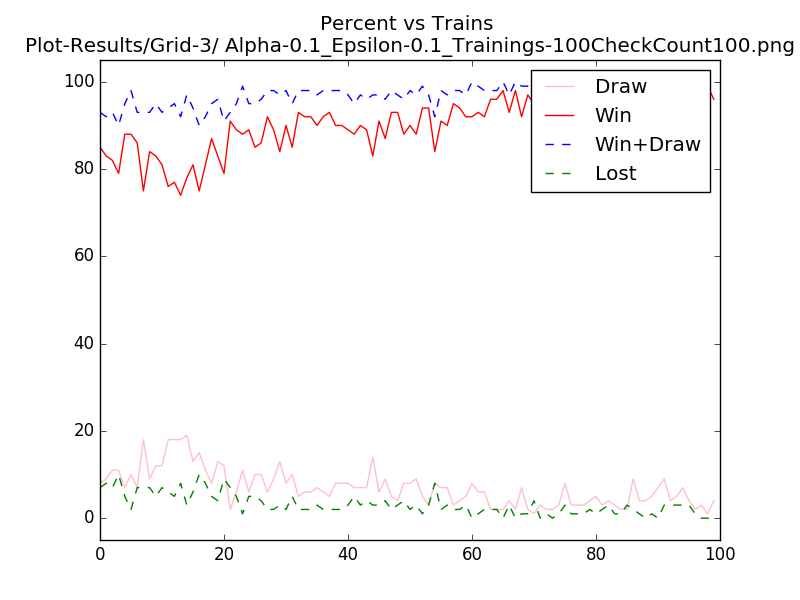 Percent vs Trains
Plot-Results/Grid-3/ Alpha-0.1_Epsilon-0.1_Trainings-100CheckCount100.png
100
80
60
40
20
0
Draw
Win
Win+Draw
Lost
0 20 40 60 80 100